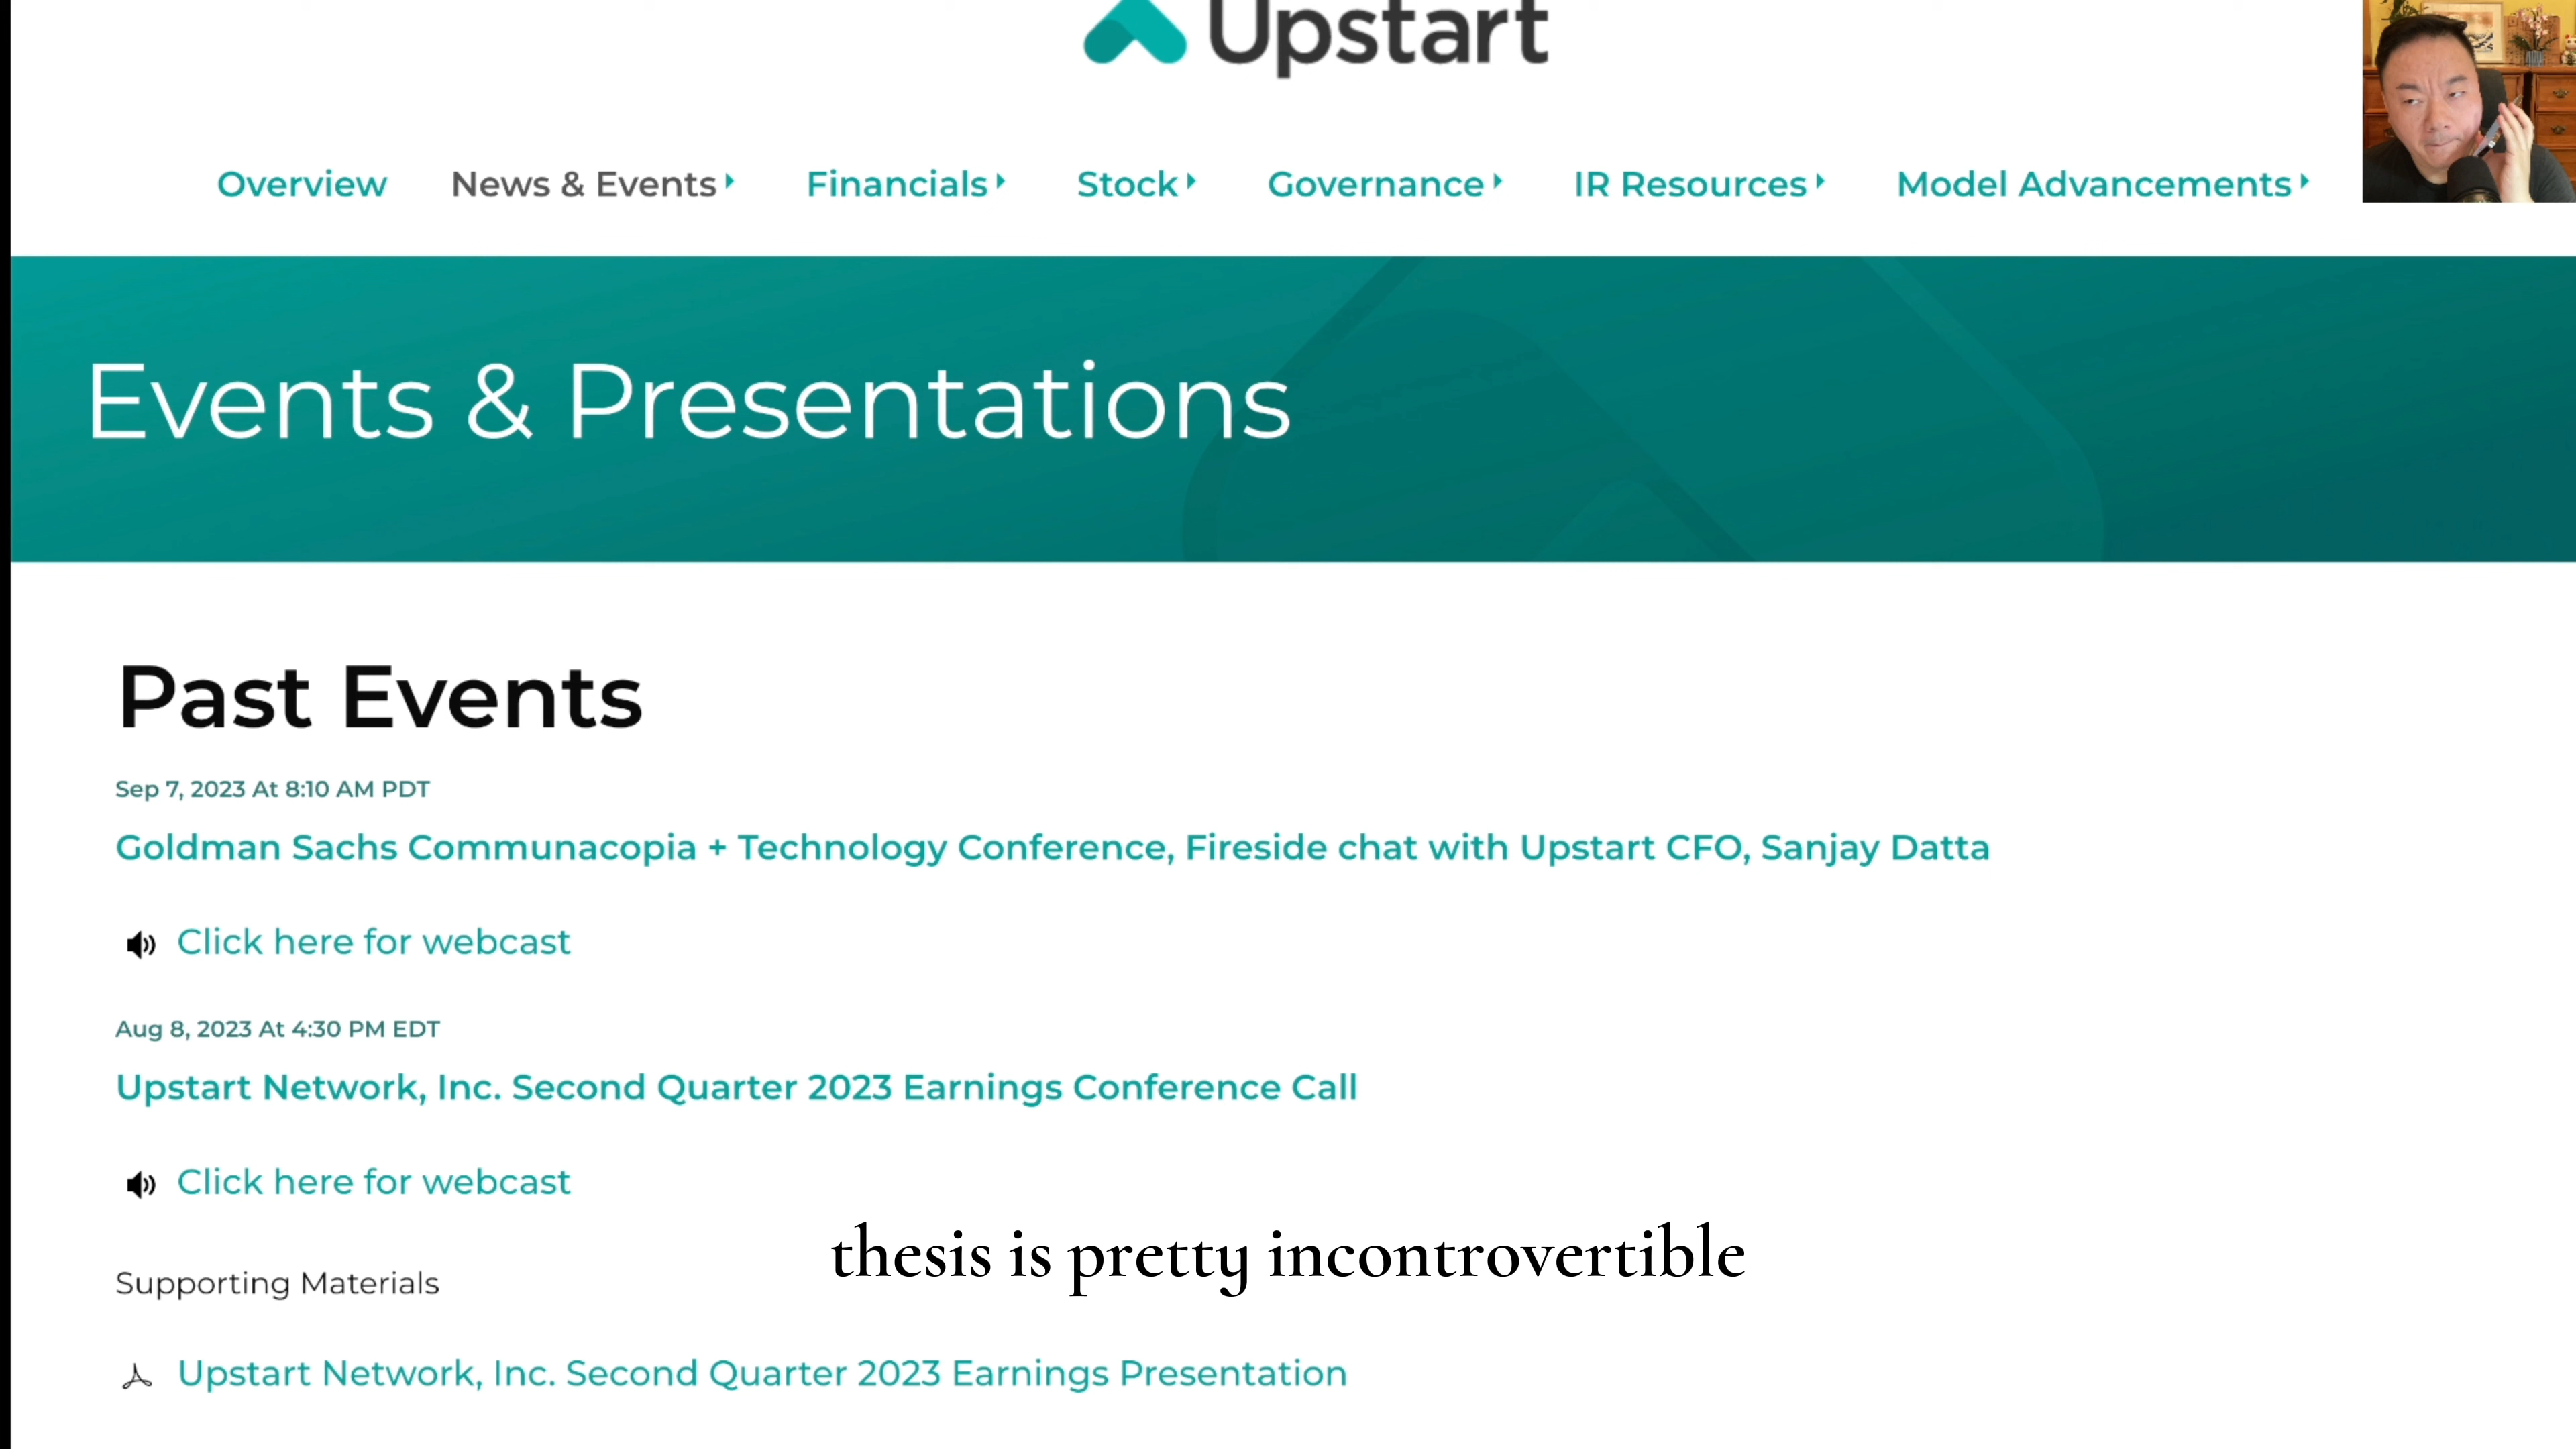 Upstart
Overview News & Events Financials Stock Governance IR Resources Model Advancements
Events & Presentations
Past Events
Sep 7, 2023 At 8:10 AM PDT
Goldman Sachs Communacopia + Technology Conference, Fireside chat with Upstart CFO, Sanjay Datta
Click here for webcast
Aug 8, 2023 At 4:30 PM EDT
Upstart Network, Inc. Second Quarter 2023 Earnings Conference Call
Click here for webcast
thesis is pretty incontrovertible
Supporting Materials
Upstart Network, Inc. Second Quarter 2023 Earnings Presentation